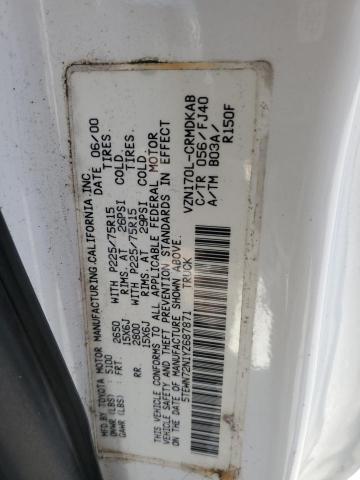 MFD BY TOYOTA MOTOR MANUFACTURING, CALIFORNIA INC.
DATE 06/00
GVWR (LBS) : 5100
GAWR (LBS) : FRT. 2650 WITH P225/75R15 TIRES.
15X6J RIMS, AT 26PSI COLD.
RR. 2800 WITH P225/75R15 TIRES.
15X6J RIMS, AT 29PSI COLD.
THIS VEHICLE CONFORMS TO ALL APPLICABLE FEDERAL MOTOR
VEHICLE SAFETY AND THEFT PREVENTION STANDARDS IN EFFECT
ON THE DATE OF MANUFACTURE SHOWN ABOVE.
5TEWN72N1YZ687871 TRUCK
VZN170L-CRMDKAB
C/TR 056/FJ40
A/TM B03A/
R150F